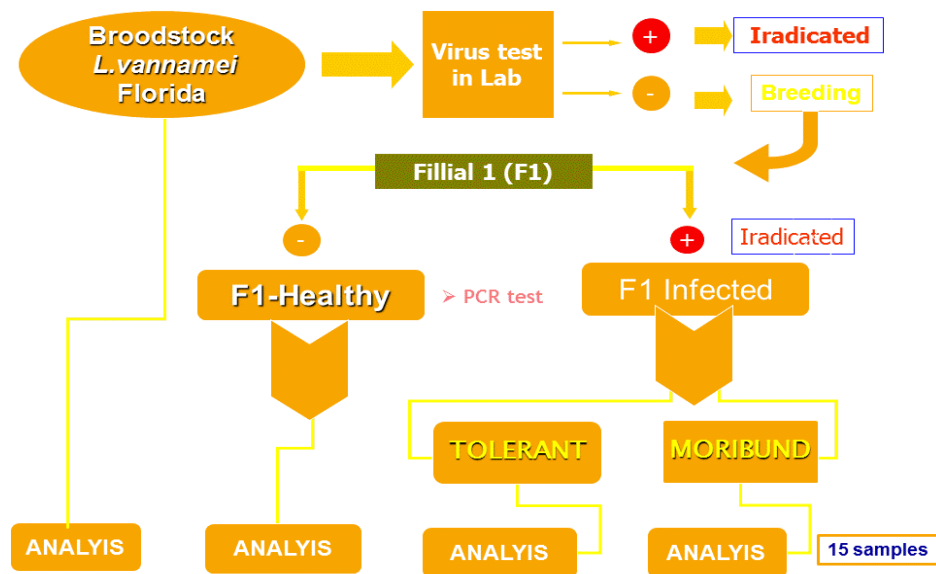 Broodstock
L.vannamei
Florida
Virus test
in Lab
+
Iradicated
-
Breeding
Fillial 1 (F1)
-
+
Iradicated
F1-Healthy
➢ PCR test
F1 Infected
TOLERANT
MORIBUND
ANALYIS
ANALYIS
ANALYIS
ANALYIS
15 samples